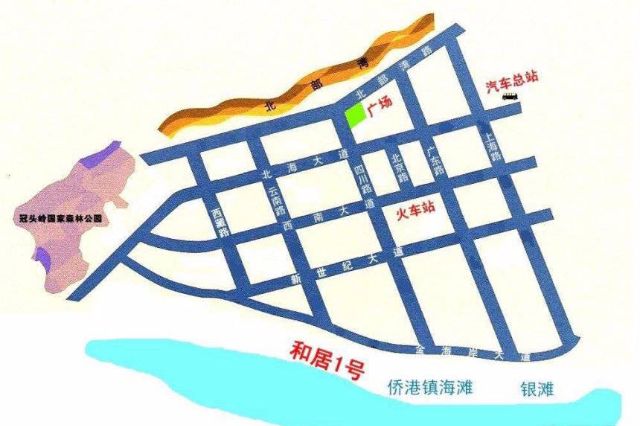 北部湾
北部湾路
汽车总站
广场
北海大道
四川路
北京路
广东路
上海路
冠头岭国家森林公园
西藏路
北云南路
西南大道
火车站
新世纪大道
金海岸大道
和居1号
侨港镇海滩
银滩